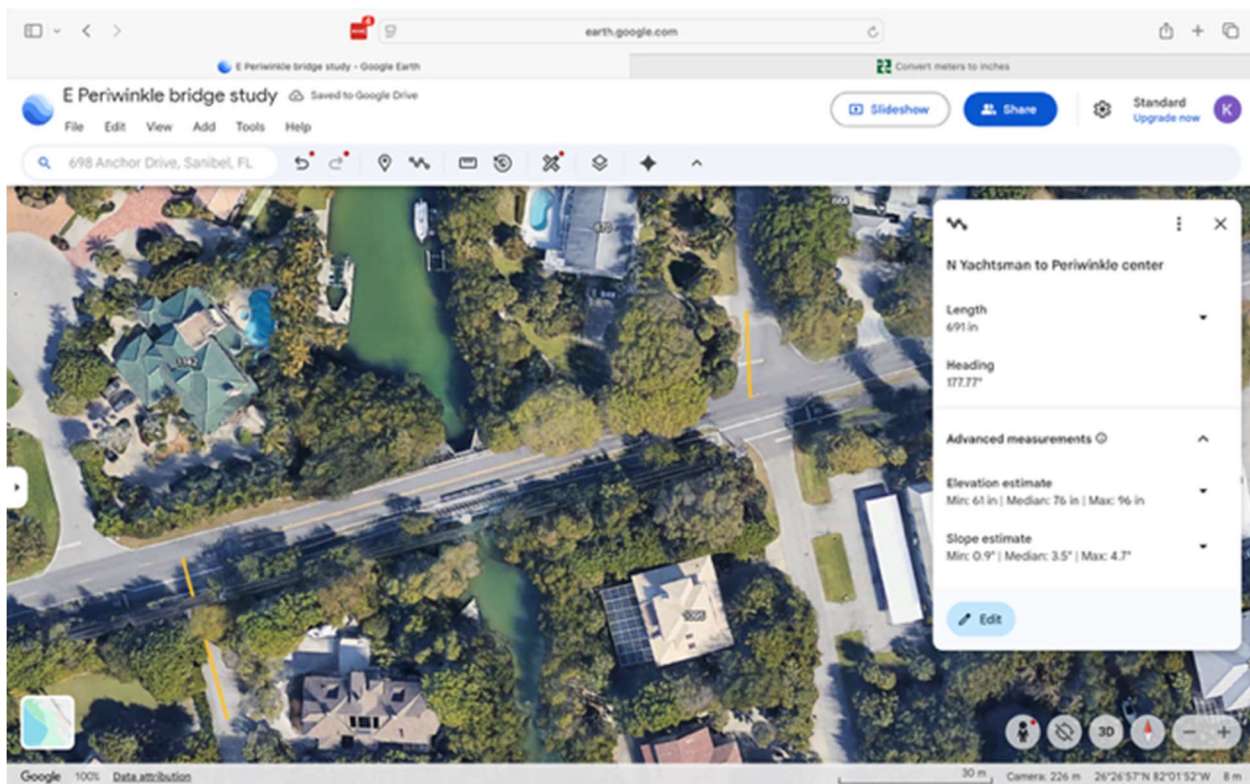 earth.google.com
E Periwinkle bridge study - Google Earth
Convert meters to inches
E Periwinkle bridge study
Saved to Google Drive
File Edit View Add Tools Help
Slideshow
Share
Standard
Upgrade now
K
698 Anchor Drive, Sanibel, FL
N Yachtsman to Periwinkle center
Length
691 in
Heading
177.77°
Advanced measurements
Elevation estimate
Min: 61 in | Median: 76 in | Max: 96 in
Slope estimate
Min: 0.9° | Median: 3.5° | Max: 4.7°
Edit
1142
3D
Google 100% Data attribution
30 m
Camera: 226 m 26°26'57"N 82°01'52"W 8 m